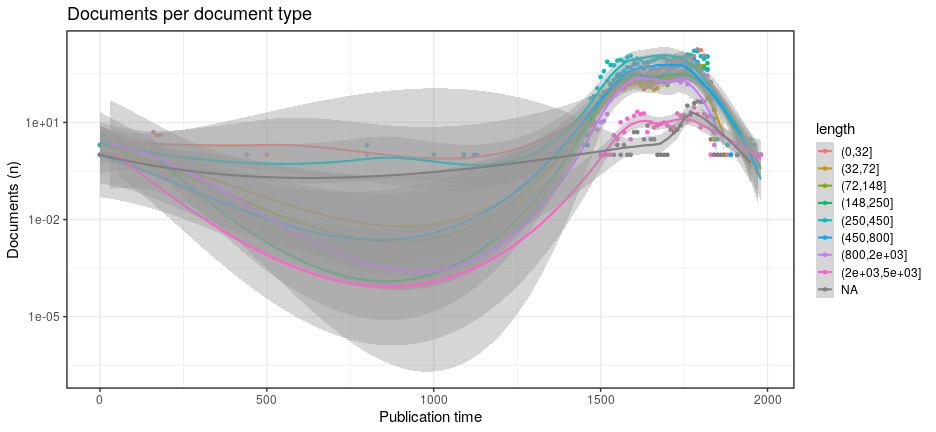 Documents per document type
Documents (n)
1e+01
1e-02
1e-05
0
500
1000
1500
2000
Publication time
length
(0,32]
(32,72]
(72,148]
(148,250]
(250,450]
(450,800]
(800,2e+03]
(2e+03,5e+03]
NA